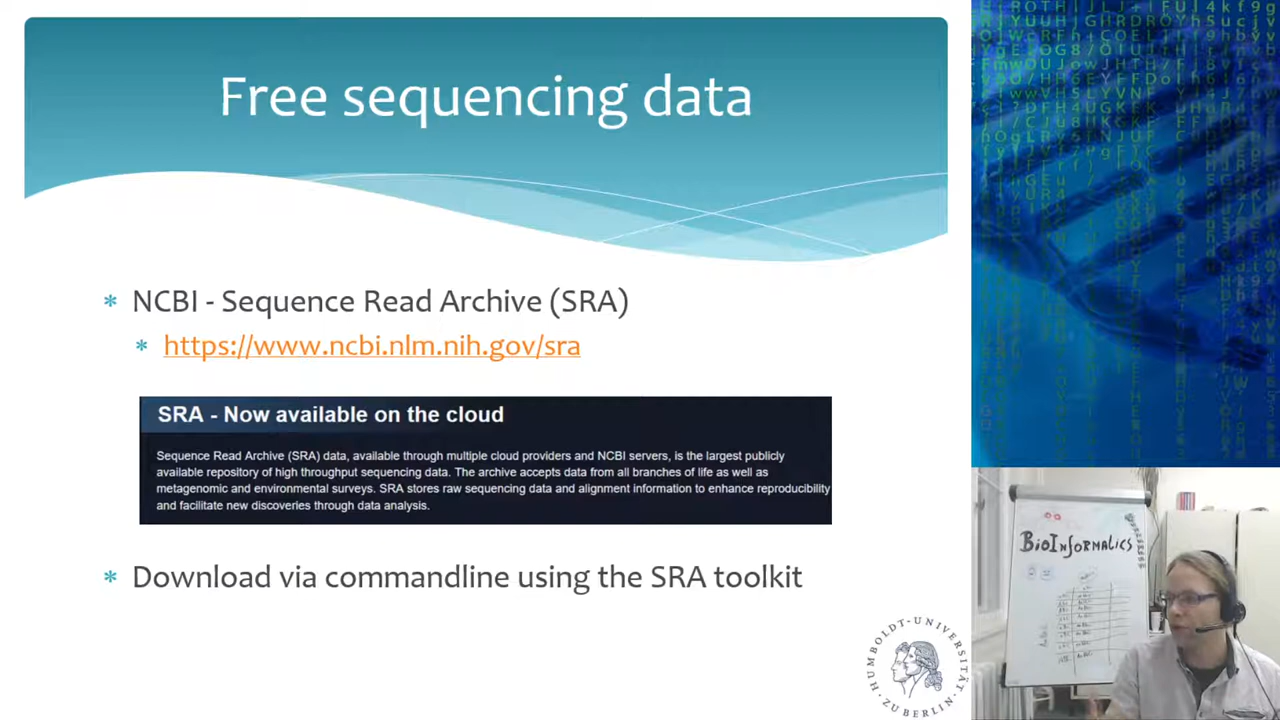 Free sequencing data
NCBI - Sequence Read Archive (SRA)
https://www.ncbi.nlm.nih.gov/sra
SRA - Now available on the cloud
Sequence Read Archive (SRA) data, available through multiple cloud providers and NCBI servers, is the largest publicly
available repository of high throughput sequencing data. The archive accepts data from all branches of life as well as
metagenomic and environmental surveys. SRA stores raw sequencing data and alignment information to enhance reproducibility
and facilitate new discoveries through data analysis.
Download via commandline using the SRA toolkit
HUMBOLDT-UNIVERSITÄT
ZU BERLIN
BioInformatics